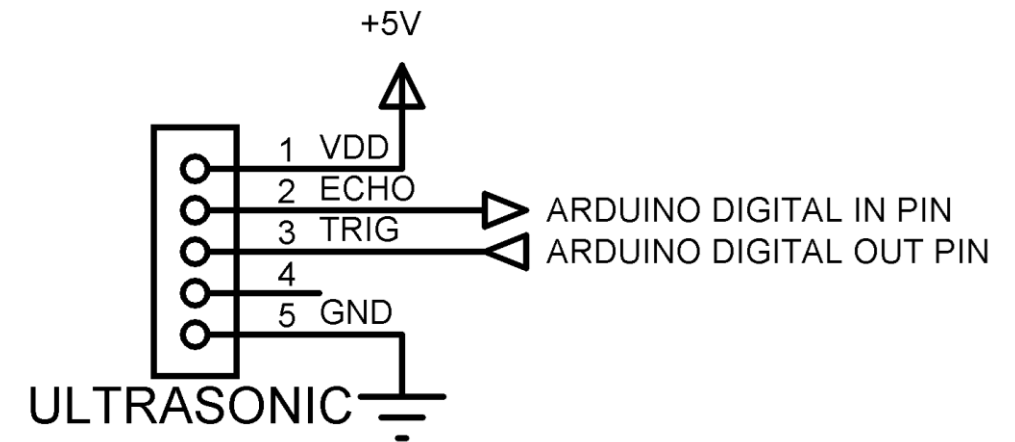 +5V
1 VDD
2 ECHO ARDUINO DIGITAL IN PIN
3 TRIG ARDUINO DIGITAL OUT PIN
4
5 GND
ULTRASONIC